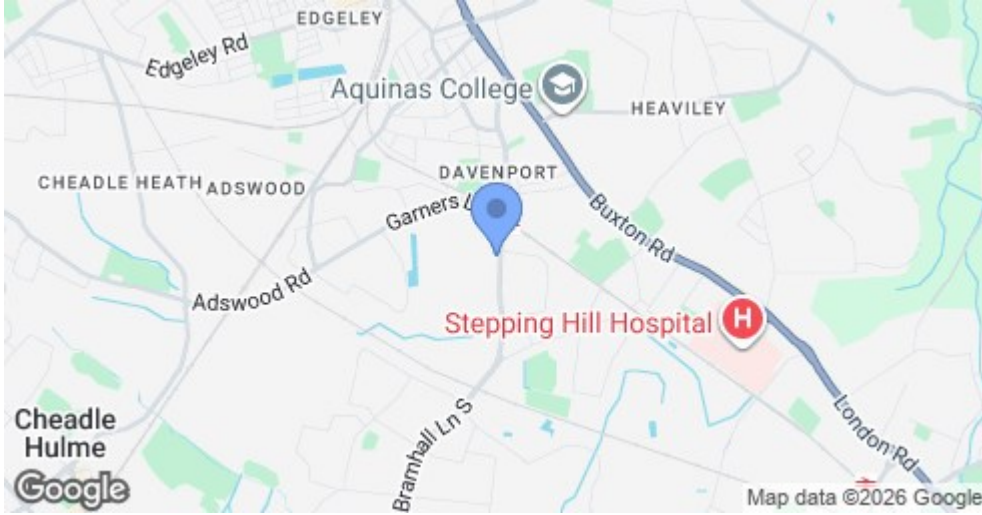 EDGELEY
Edgeley Rd
Aquinas College
HEAVILEY
DAVENPORT
CHEADLE HEATH
ADSWOOD
Garners
Buxton Rd
Adswood Rd
Stepping Hill Hospital
H
London Rd
Bramhall Ln S
Cheadle
Hulme
Google
Map data ©2026 Google